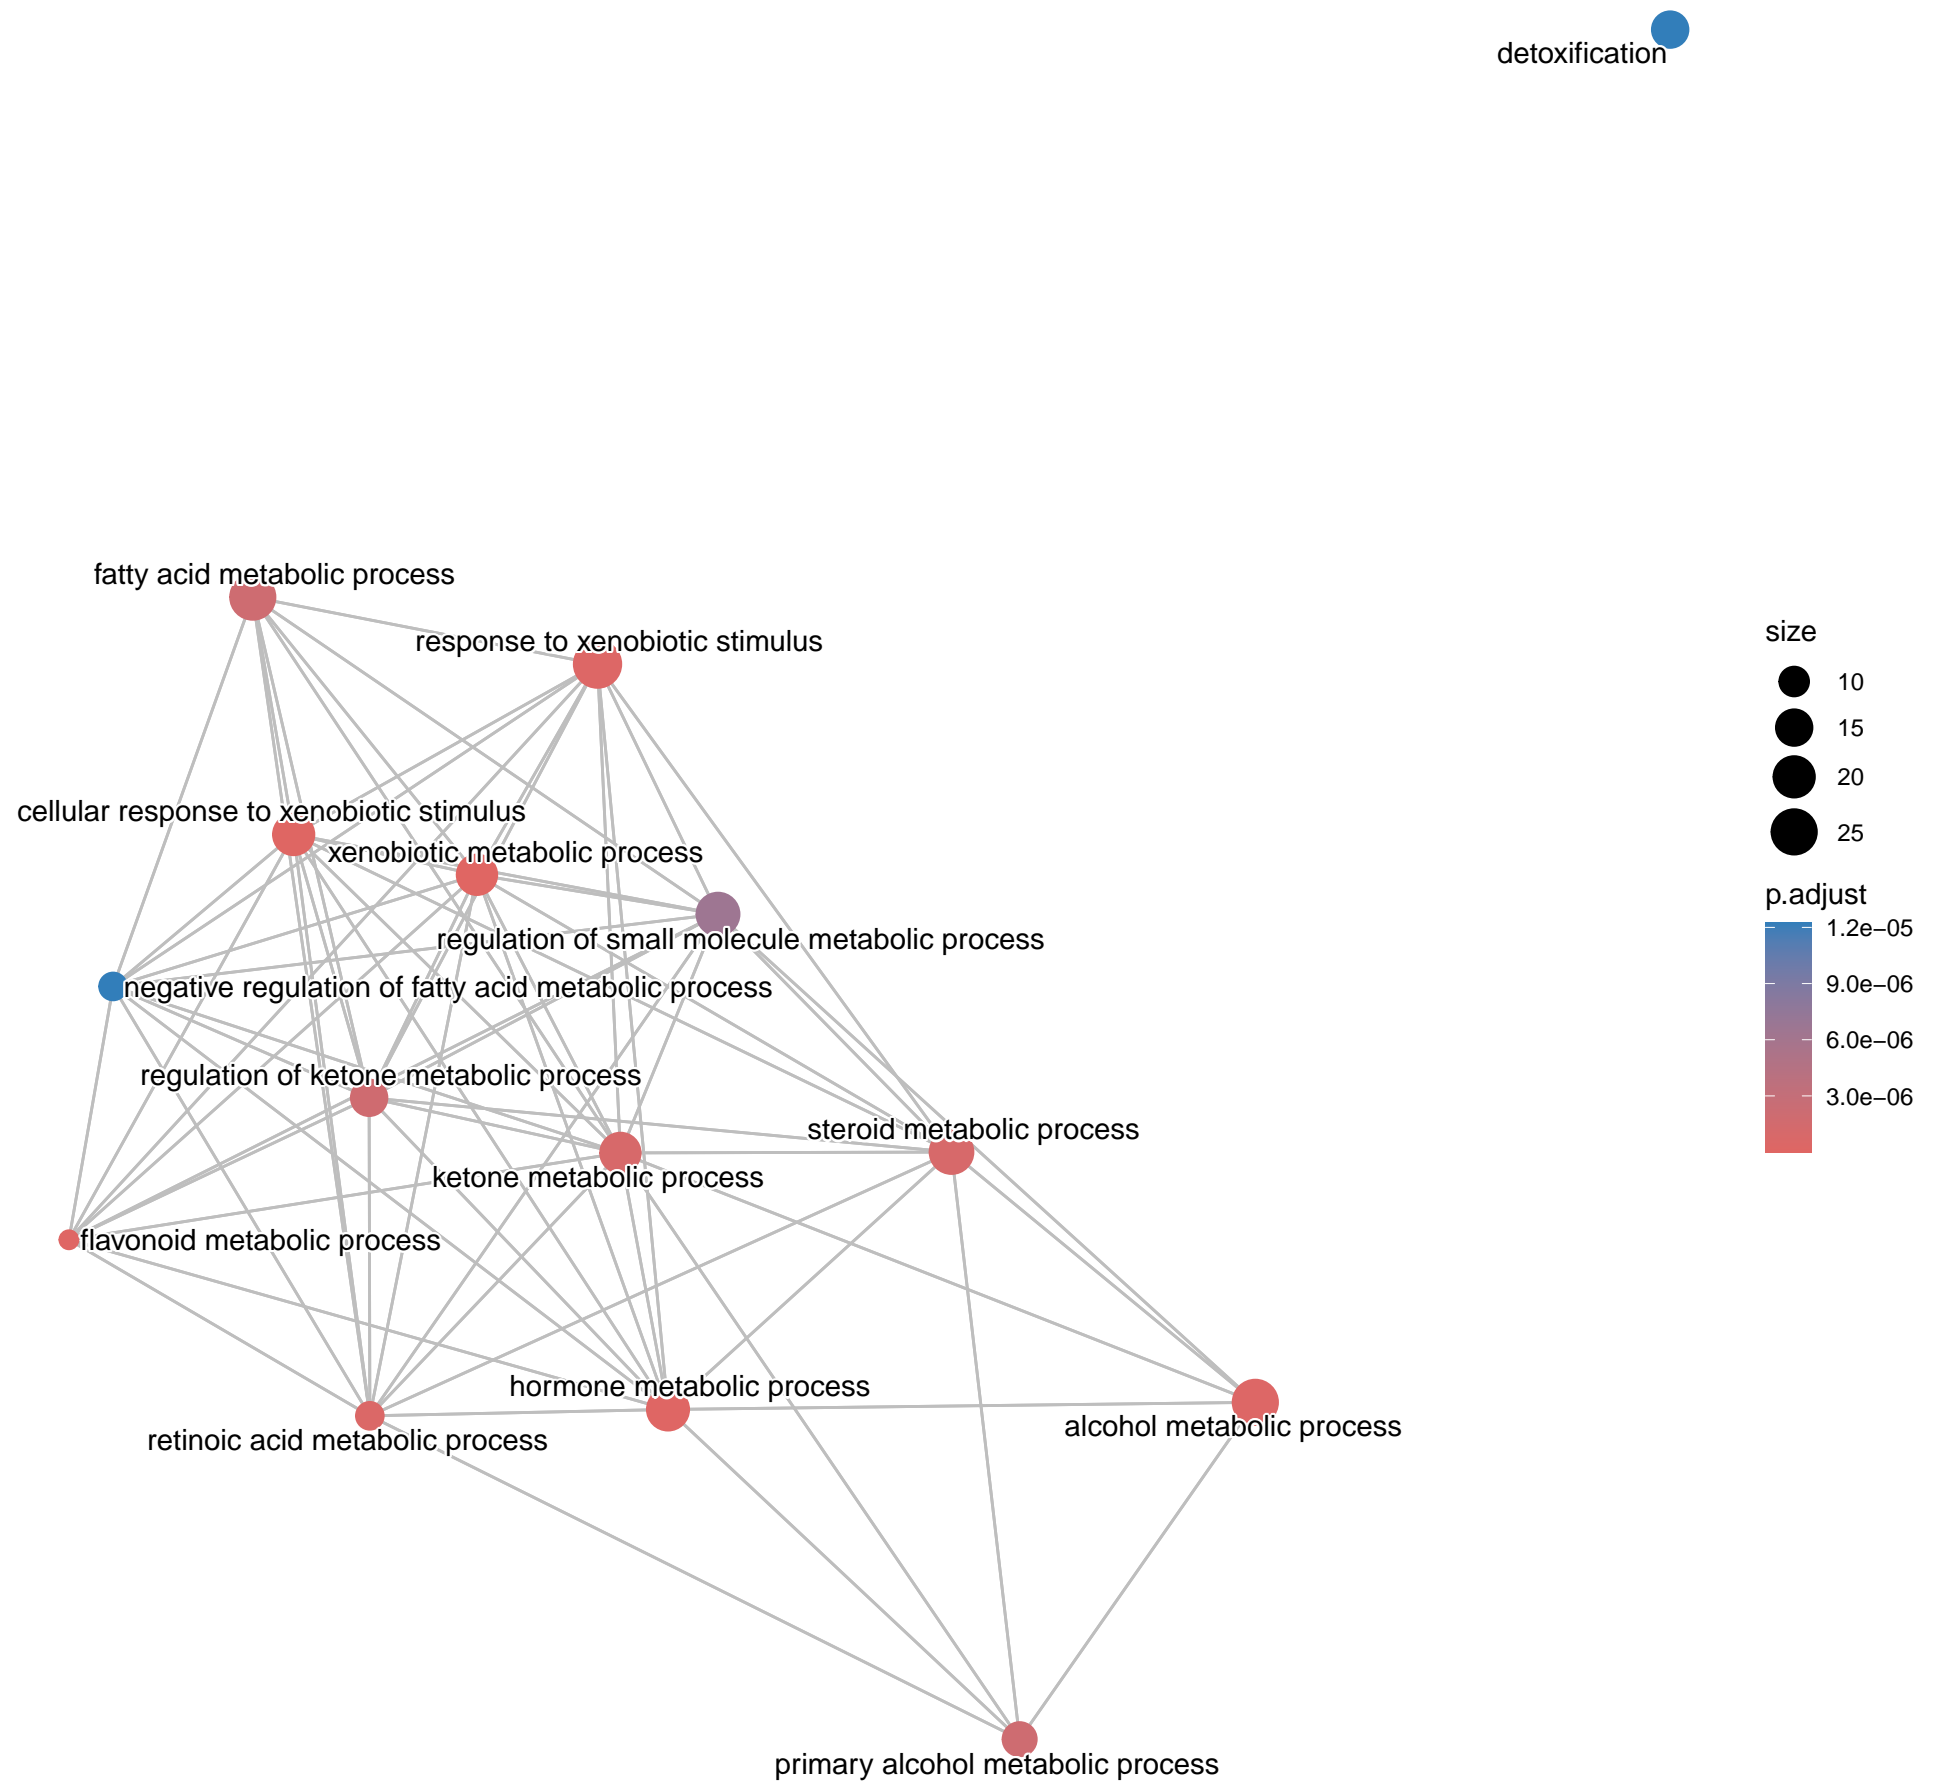 detoxification
fatty acid metabolic process
response to xenobiotic stimulus
cellular response to xenobiotic stimulus
xenobiotic metabolic process
regulation of small molecule metabolic process
negative regulation of fatty acid metabolic process
regulation of ketone metabolic process
steroid metabolic process
ketone metabolic process
flavonoid metabolic process
hormone metabolic process
alcohol metabolic process
retinoic acid metabolic process
primary alcohol metabolic process
size
10
15
20
25
p.adjust
1.2e−05
9.0e−06
6.0e−06
3.0e−06